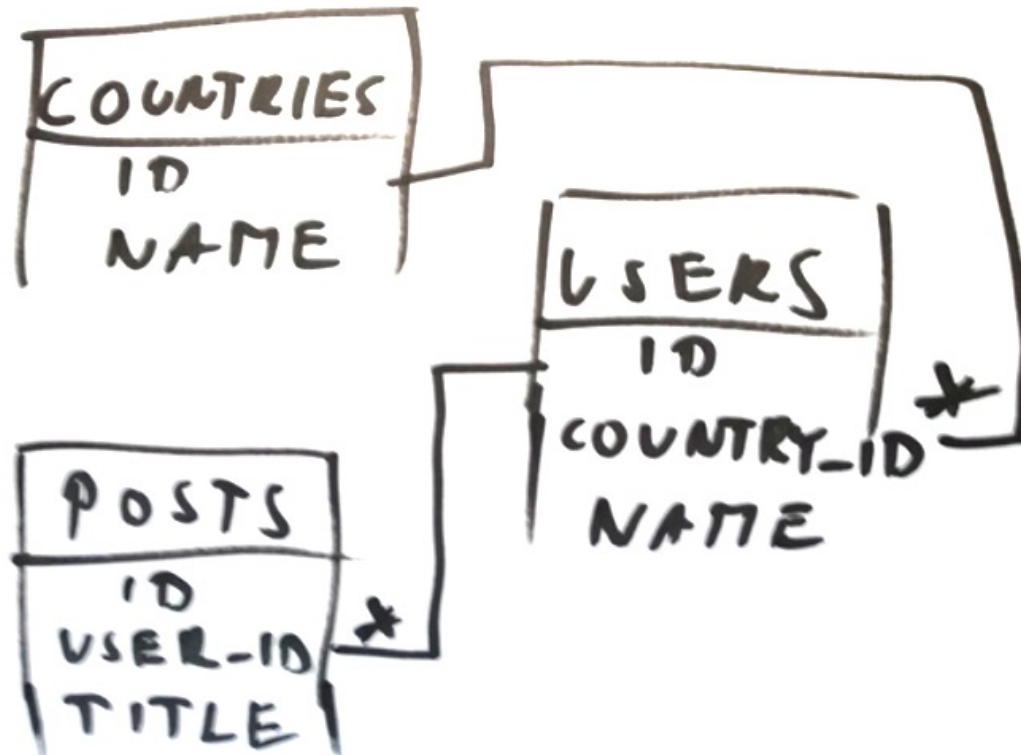 COUNTRIES
ID
NAME
USERS
ID
COUNTRY_ID
*
NAME
POSTS
ID
USER_ID
*
TITLE